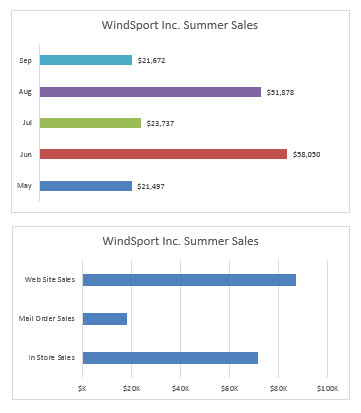 WindSport Inc. Summer Sales
Sep $21,672
Aug $51,878
Jul $23,737
Jun $58,050
May $21,497
WindSport Inc. Summer Sales
Web Site Sales
Mail Order Sales
In Store Sales
$K $20K $40K $60K $80K $100K